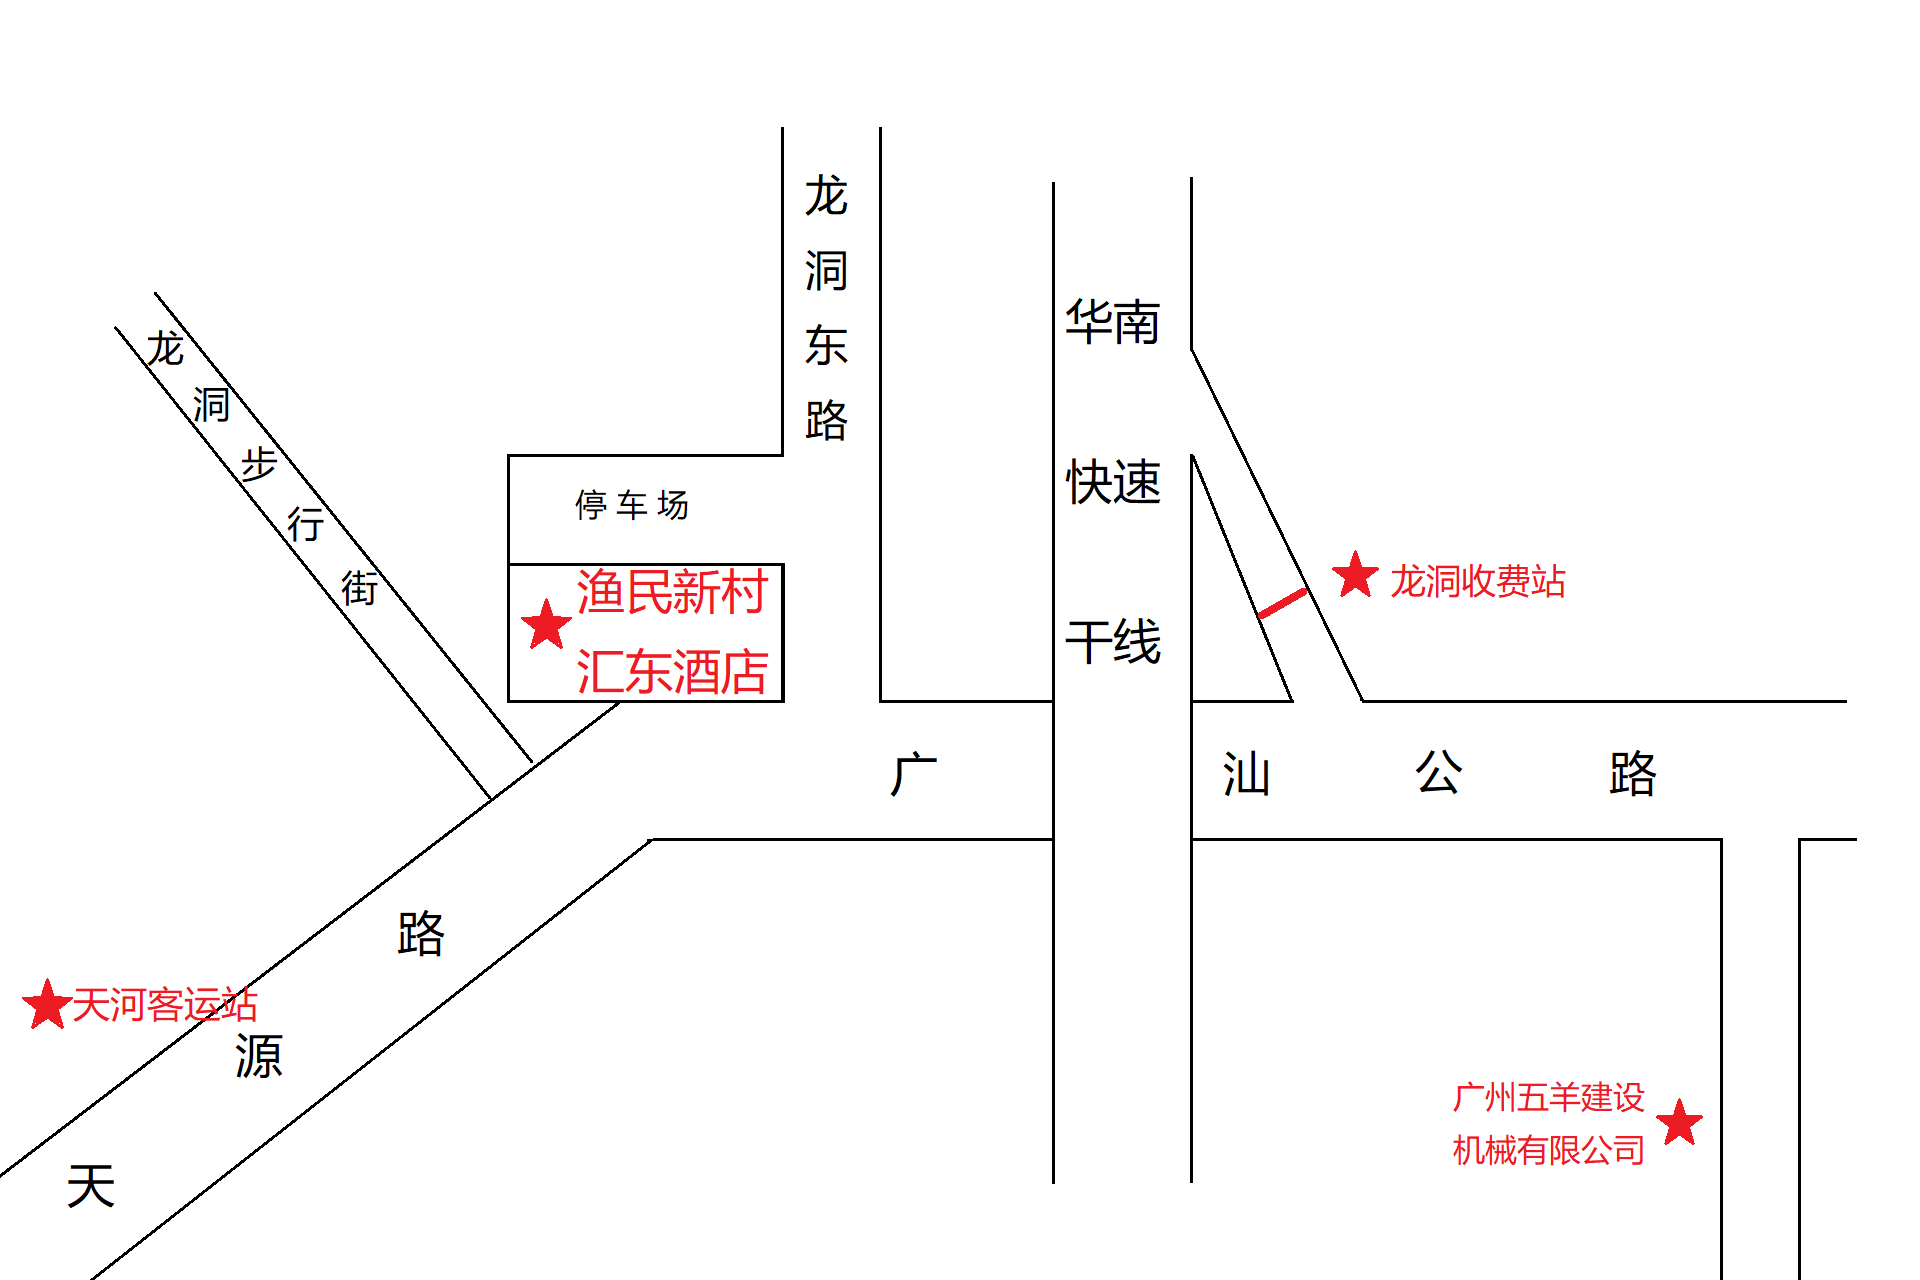 龙洞东路
华南
快速
干线
龙洞步行街
停车场
渔民新村
汇东酒店
龙洞收费站
广汕公路
天源路
天河客运站
广州五羊建设
机械有限公司